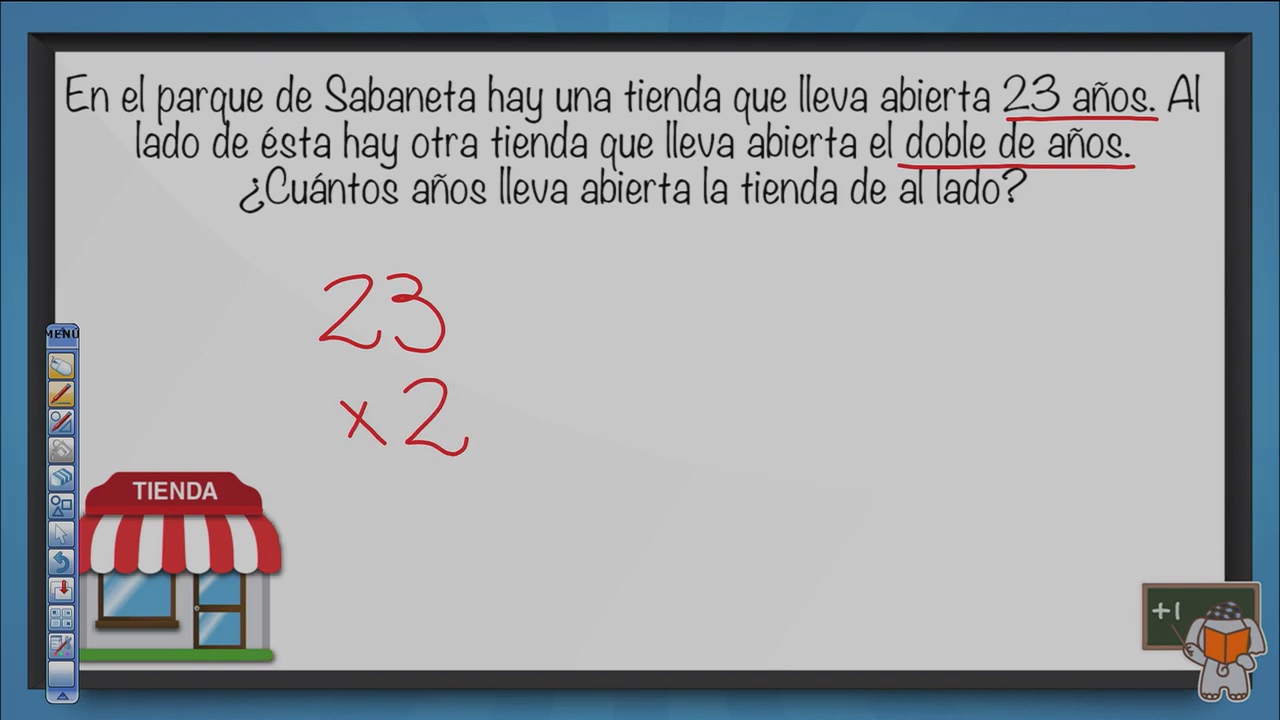 En el parque de Sabaneta hay una tienda que lleva abierta 23 años. Al
lado de ésta hay otra tienda que lleva abierta el doble de años.
¿Cuántos años lleva abierta la tienda de al lado?
23
x 2
MENÚ
TIENDA
+1